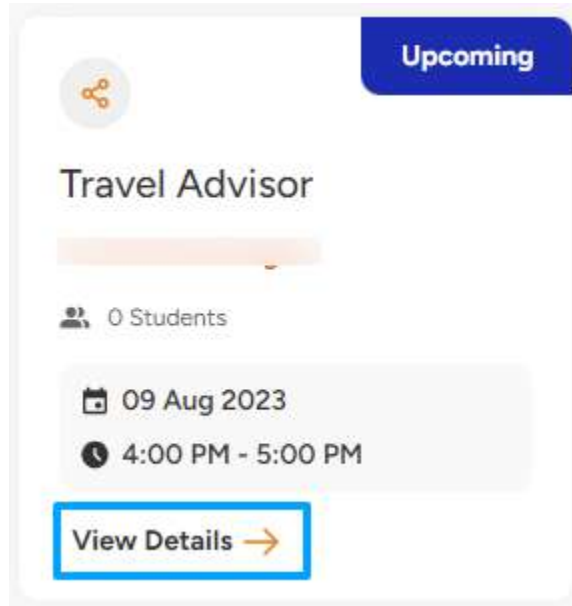 Upcoming
Travel Advisor
0 Students
09 Aug 2023
4:00 PM - 5:00 PM
View Details